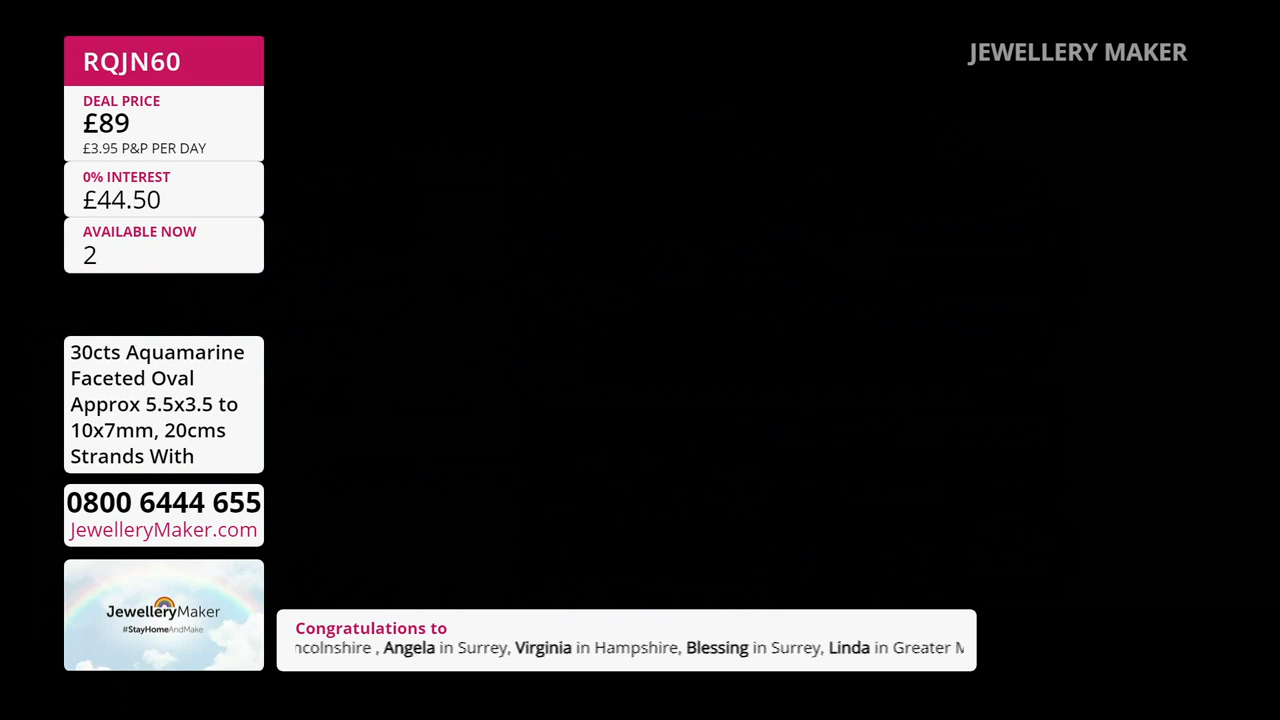 RQJN60
DEAL PRICE
£89
£3.95 P&P PER DAY
0% INTEREST
£44.50
AVAILABLE NOW
2
30cts Aquamarine
Faceted Oval
Approx 5.5x3.5 to
10x7mm, 20cms
Strands With
0800 6444 655
JewelleryMaker.com
JewelleryMaker
#StayHomeAndMake
JEWELLERY MAKER
Congratulations to
ncolnshire , Angela in Surrey, Virginia in Hampshire, Blessing in Surrey, Linda in Greater